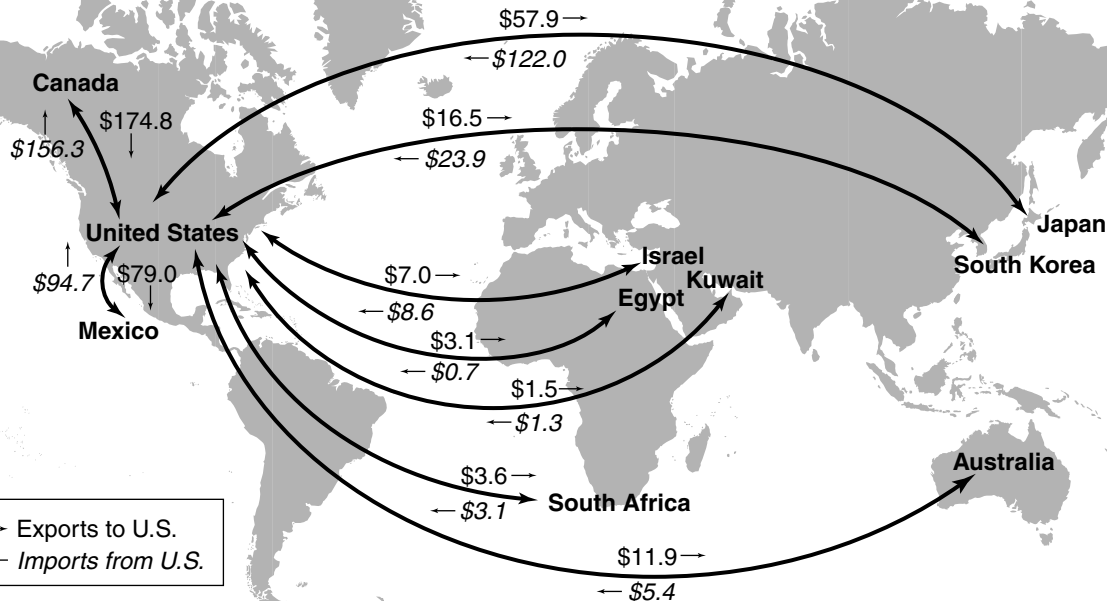 $57.9
$122.0
Canada
$174.8
$156.3
$16.5
$23.9
Japan
United States
South Korea
Israel
Kuwait
Egypt
$94.7
$79.0
Mexico
$7.0
$8.6
$3.1
$0.7
$1.5
$1.3
Australia
$3.6
$3.1
South Africa
Exports to U.S.
Imports from U.S.
$11.9
$5.4